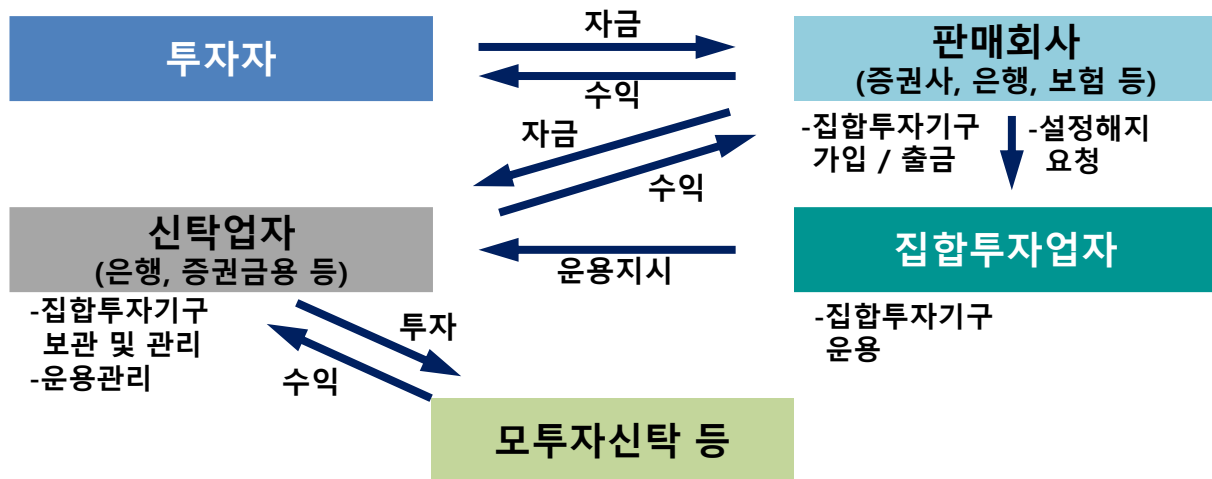 투자자
자금
수익
판매회사
(증권사, 은행, 보험 등)
자금
수익
-집합투자기구
가입 / 출금
-설정해지
요청
신탁업자
(은행, 증권금용 등)
운용지시
집합투자업자
-집합투자기구
보관 및 관리
-운용관리
투자
수익
-집합투자기구
운용
모투자신탁 등